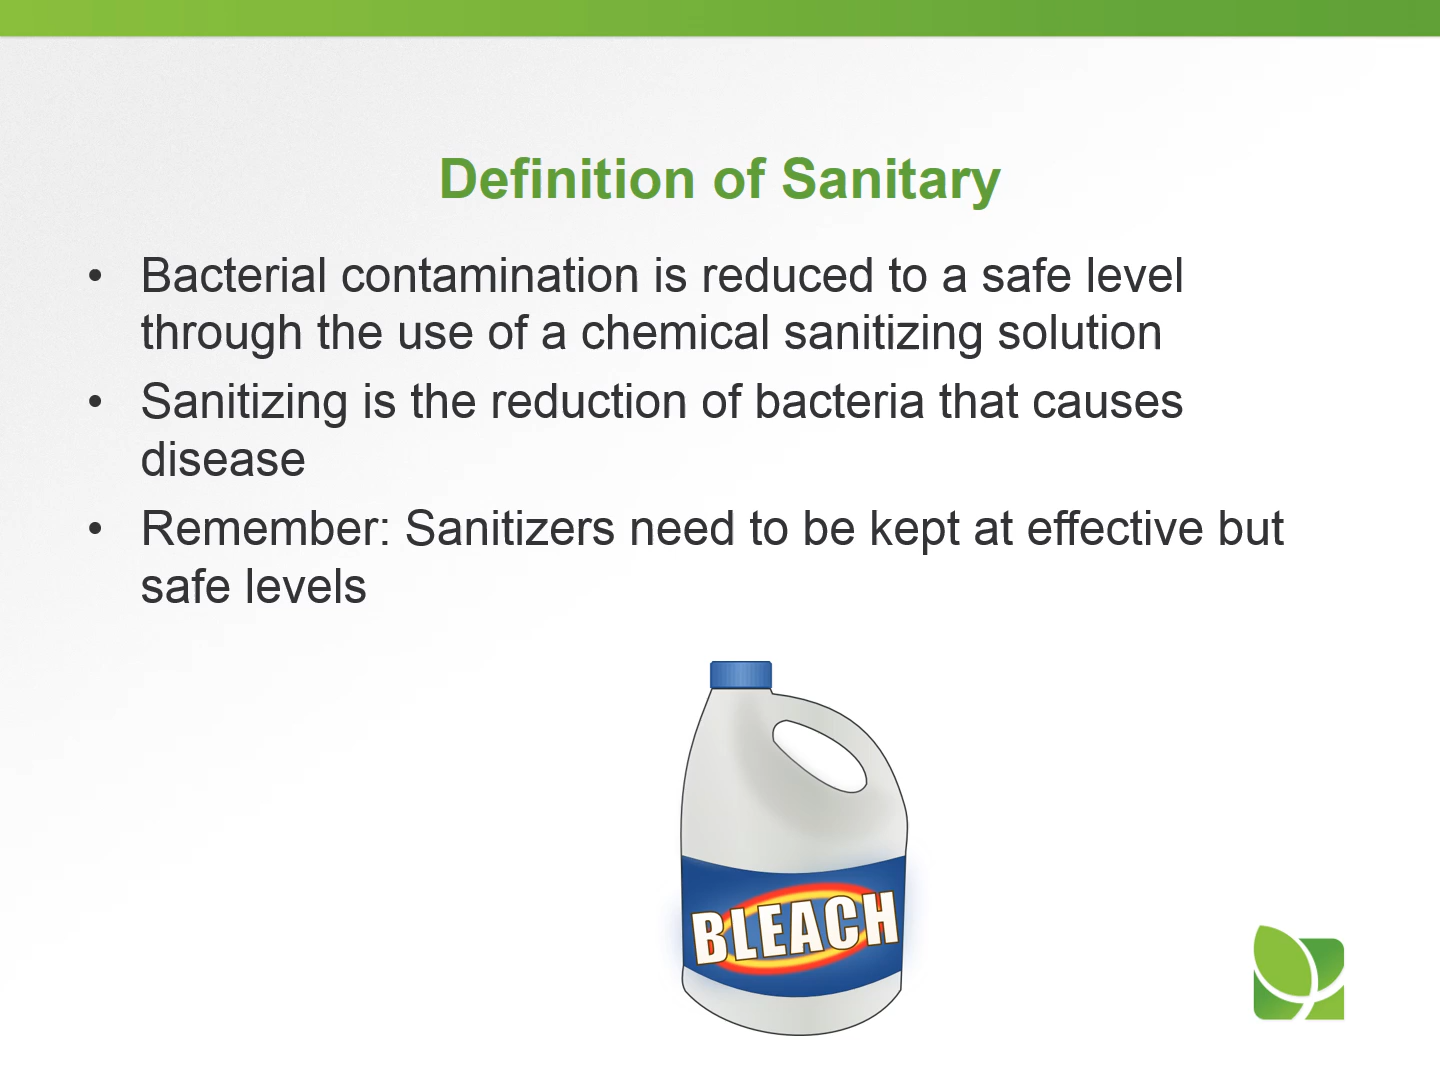 Definition of Sanitary
• Bacterial contamination is reduced to a safe level
through the use of a chemical sanitizing solution
• Sanitizing is the reduction of bacteria that causes
disease
• Remember: Sanitizers need to be kept at effective but
safe levels
BLEACH